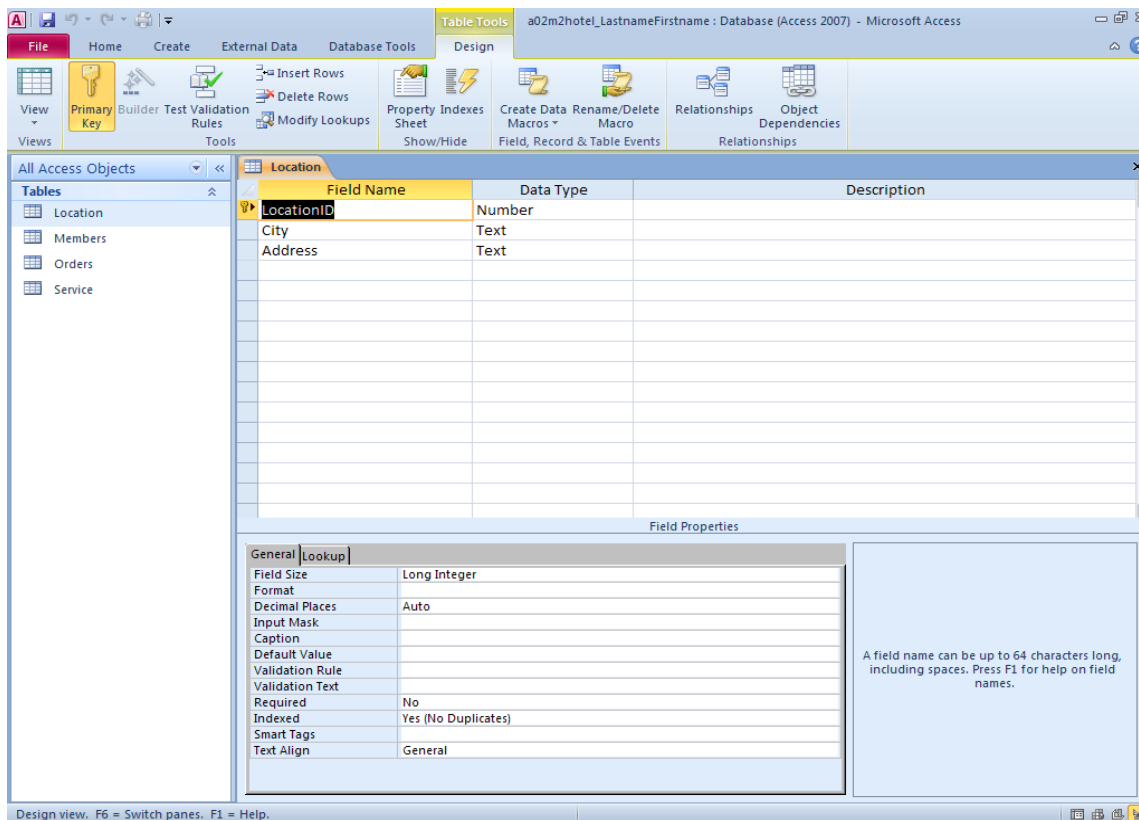 Table Tools a02m2hotel_LastnameFirstname : Database (Access 2007) - Microsoft Access
File Home Create External Data Database Tools Design
View
Primary Key
Builder
Test Validation Rules
Insert Rows
Delete Rows
Modify Lookups
Property Sheet
Indexes
Create Data Macros
Rename/Delete Macro
Relationships
Object Dependencies
Views Tools Show/Hide Field, Record & Table Events Relationships
All Access Objects
Tables
Location
Members
Orders
Service
Location
Field Name Data Type Description
LocationID Number
City Text
Address Text
Field Properties
General Lookup
Field Size Long Integer
Format
Decimal Places Auto
Input Mask
Caption
Default Value
Validation Rule
Validation Text
Required No
Indexed Yes (No Duplicates)
Smart Tags
Text Align General
A field name can be up to 64 characters long,
including spaces. Press F1 for help on field
names.
Design view. F6 = Switch panes. F1 = Help.